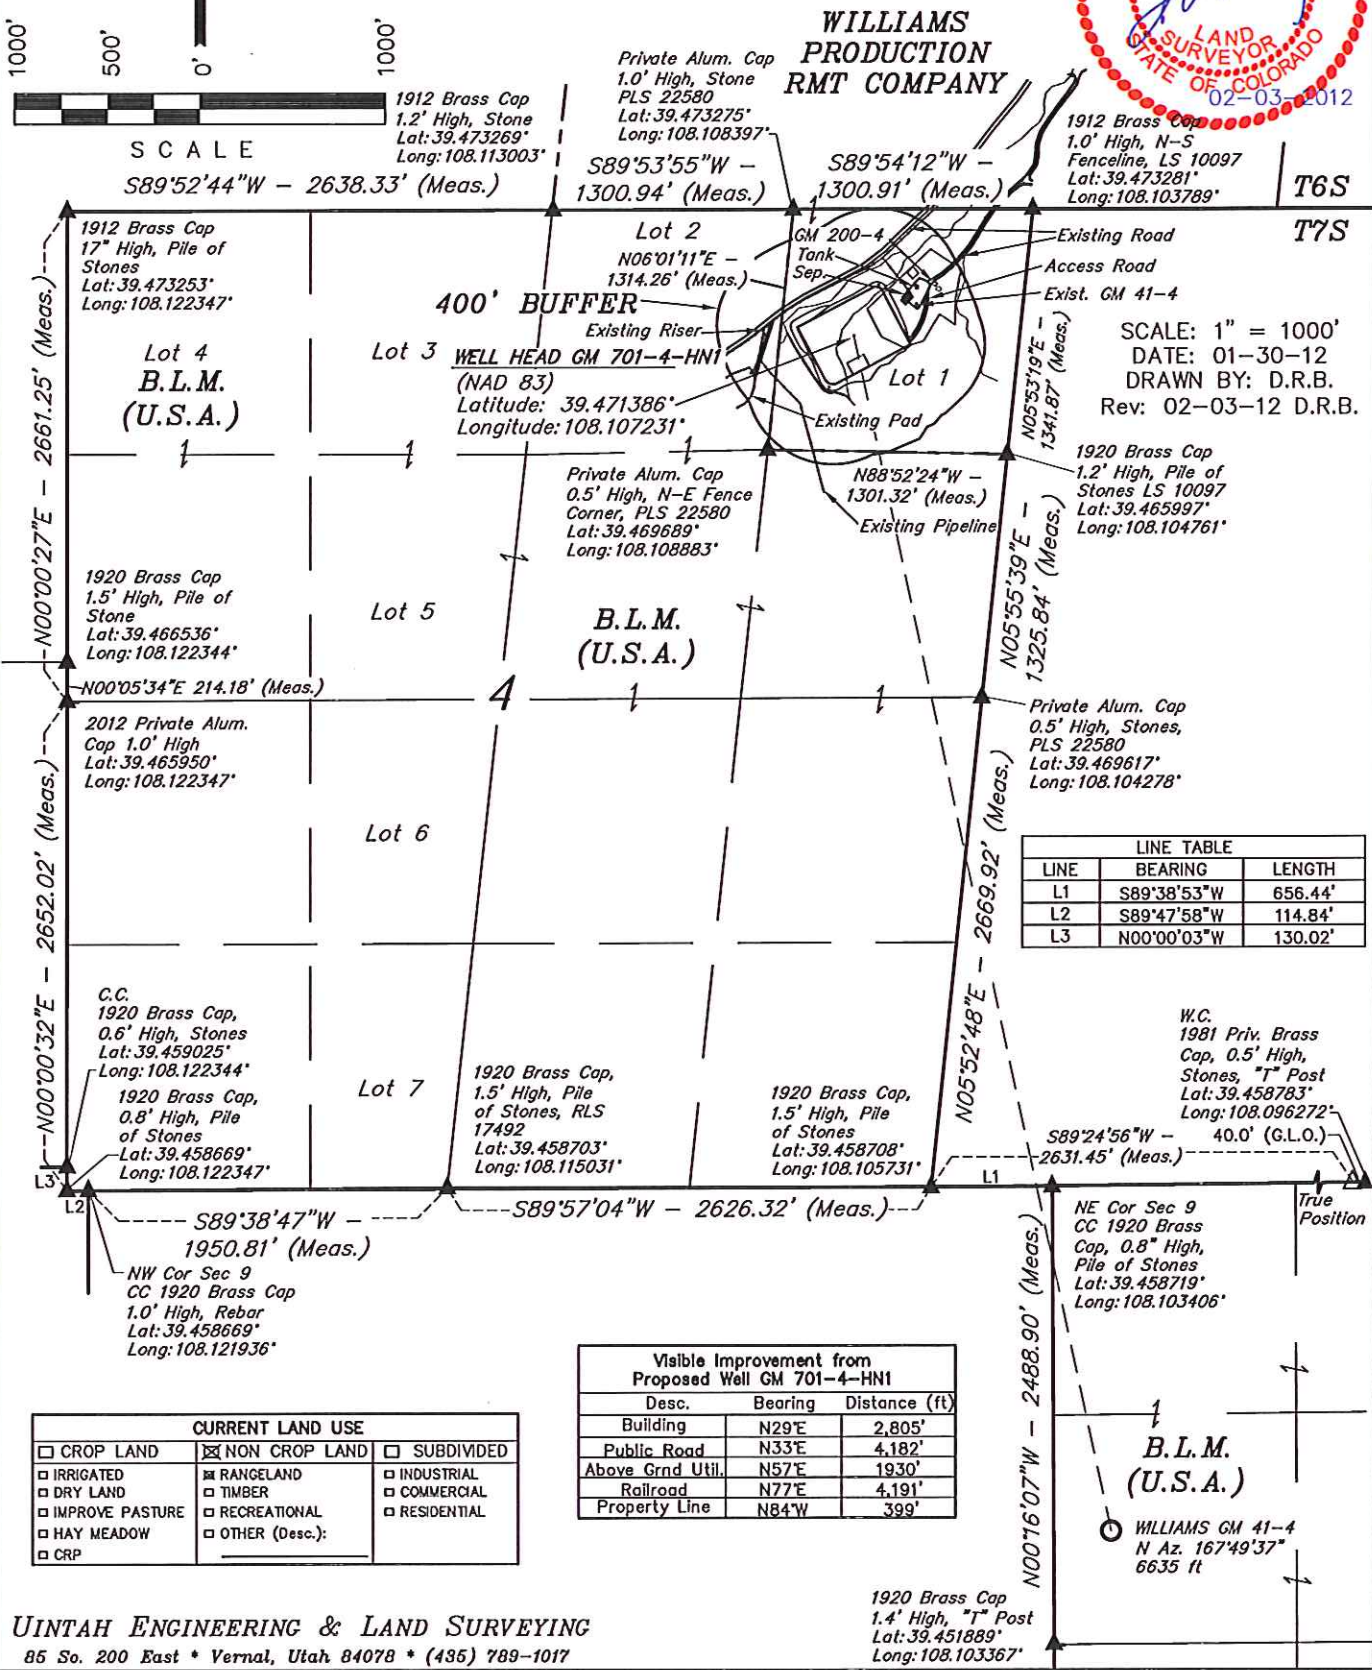 1000'
500'
0'
1000'
SCALE
WILLIAMS
PRODUCTION
RMT COMPANY
LAND
SURVEYOR
STATE OF COLORADO
02-03-2012
1912 Brass Cap
1.2' High, Stone
Lat:39.473269°
Long:108.113003°
Private Alum. Cap
1.0' High, Stone
PLS 22580
Lat:39.473275°
Long:108.108397°
1912 Brass Cap
1.0' High, N-S
Fenceline, LS 10097
Lat:39.473281°
Long:108.103789°
T6S
T7S
S89°52'44"W - 2638.33' (Meas.)
S89°53'55"W -
1300.94' (Meas.)
S89°54'12"W -
1300.91' (Meas.)
1912 Brass Cap
17" High, Pile of
Stones
Lat:39.473253°
Long:108.122347°
Lot 2
N06°01'11"E -
1314.26' (Meas.)
GM 200-4
Tank
Sep.
Existing Road
Access Road
Exist. GM 41-4
400' BUFFER
Existing Riser
Lot 4
B.L.M.
(U.S.A.)
Lot 3
WELL HEAD GM 701-4-HN1
(NAD 83)
Latitude: 39.471386°
Longitude: 108.107231°
Lot 1
Existing Pad
SCALE: 1" = 1000'
DATE: 01-30-12
DRAWN BY: D.R.B.
Rev: 02-03-12 D.R.B.
N05°53'19"E -
1341.87' (Meas.)
N00°00'27"E - 2661.25' (Meas.)
Private Alum. Cap
0.5' High, N-E Fence
Corner, PLS 22580
Lat:39.469689°
Long:108.108883°
N88°52'24"W -
1301.32' (Meas.)
Existing Pipeline
1920 Brass Cap
1.2' High, Pile of
Stones LS 10097
Lat:39.465997°
Long:108.104761°
N05°55'39"E -
1325.84' (Meas.)
1920 Brass Cap
1.5' High, Pile of
Stone
Lat:39.466536°
Long:108.122344°
Lot 5
B.L.M.
(U.S.A.)
N00°05'34"E 214.18' (Meas.)
4
2012 Private Alum.
Cap 1.0' High
Lat:39.465950°
Long:108.122347°
Private Alum. Cap
0.5' High, Stones,
PLS 22580
Lat:39.469617°
Long:108.104278°
Lot 6
N00°00'32"E - 2652.02' (Meas.)
N05°52'48"E - 2669.92' (Meas.)
LINE TABLE
LINE BEARING LENGTH
L1 S89°38'53"W 656.44'
L2 S89°47'58"W 114.84'
L3 N00°00'03"W 130.02'
C.C.
1920 Brass Cap,
0.6' High, Stones
Lat:39.459025°
Long:108.122344°
1920 Brass Cap,
0.8' High, Pile
of Stones
Lat:39.458669°
Long:108.122347°
Lot 7
1920 Brass Cap,
1.5' High, Pile
of Stones, RLS
17492
Lat:39.458703°
Long:108.115031°
1920 Brass Cap,
1.5' High, Pile
of Stones
Lat:39.458708°
Long:108.105731°
W.C.
1981 Priv. Brass
Cap, 0.5' High,
Stones, "T" Post
Lat:39.458783°
Long:108.096272°
S89°24'56"W -
2631.45' (Meas.)
40.0' (G.L.O.)
L3
L2
L1
True
Position
S89°38'47"W -
1950.81' (Meas.)
S89°57'04"W - 2626.32' (Meas.)
NW Cor Sec 9
CC 1920 Brass Cap
1.0' High, Rebar
Lat:39.458669°
Long:108.121936°
NE Cor Sec 9
CC 1920 Brass
Cap, 0.8" High,
Pile of Stones
Lat:39.458719°
Long:108.103406°
N00°16'07"W - 2488.90' (Meas.)
Visible Improvement from
Proposed Well GM 701-4-HN1
Desc. Bearing Distance (ft)
Building N29°E 2,805'
Public Road N33°E 4,182'
Above Grnd Util. N57°E 1930'
Railroad N77°E 4,191'
Property Line N84°W 399'
CURRENT LAND USE
CROP LAND NON CROP LAND SUBDIVIDED
IRRIGATED RANGELAND INDUSTRIAL
DRY LAND TIMBER COMMERCIAL
IMPROVE PASTURE RECREATIONAL RESIDENTIAL
HAY MEADOW OTHER (Desc.):
CRP
B.L.M.
(U.S.A.)
WILLIAMS GM 41-4
N Az. 167°49'37"
6635 ft
1920 Brass Cap
1.4' High, "T" Post
Lat:39.451889°
Long:108.103367°
UINTAH ENGINEERING & LAND SURVEYING
85 So. 200 East * Vernal, Utah 84078 * (435) 789-1017